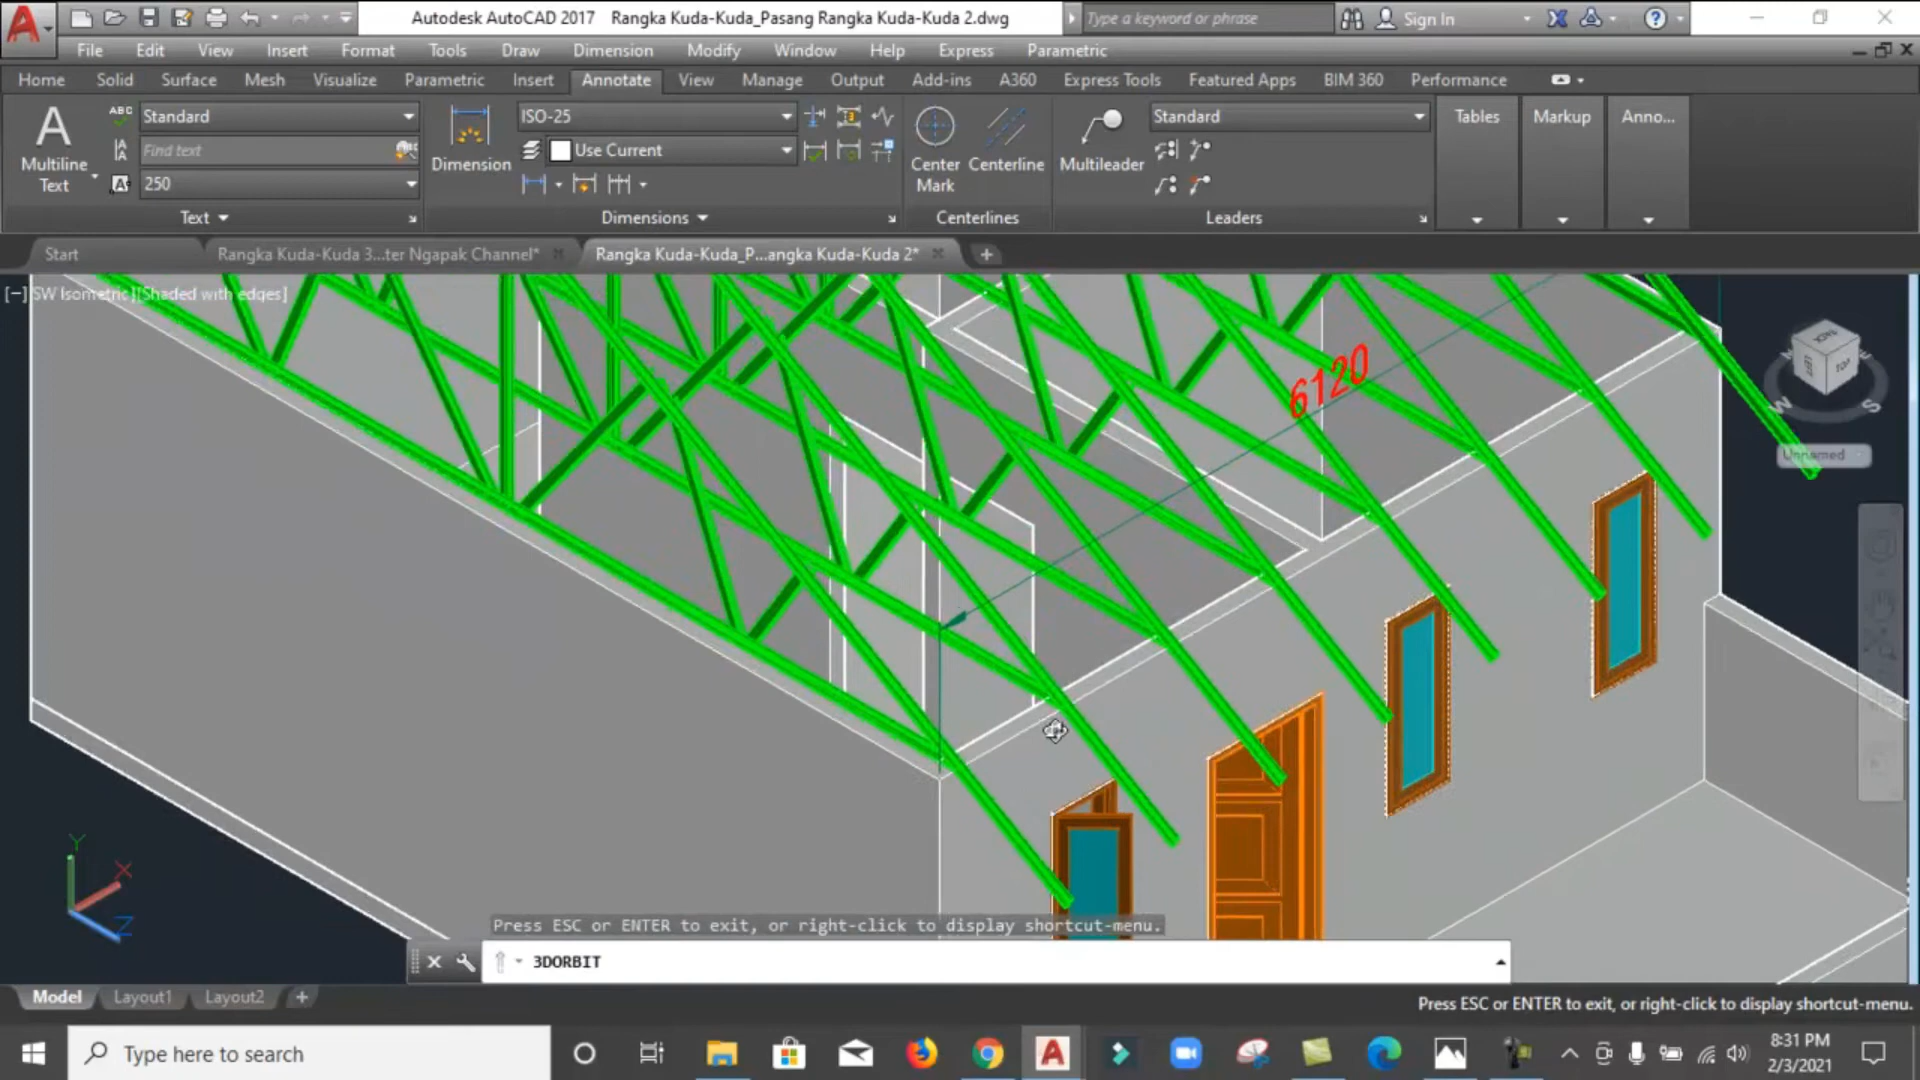 Autodesk AutoCAD 2017 Rangka Kuda-Kuda_Pasang Rangka Kuda-Kuda 2.dwg
Type a keyword or phrase
Sign In
File Edit View Insert Format Tools Draw Dimension Modify Window Help Express Parametric
Home Solid Surface Mesh Visualize Parametric Insert Annotate View Manage Output Add-ins A360 Express Tools Featured Apps BIM 360 Performance
Multiline
Text
ABC
Standard
Find text
250
Text
Dimension
ISO-25
Use Current
Dimensions
Center
Mark
Centerline
Centerlines
Multileader
Standard
Leaders
Tables
Markup
Anno...
Start
Rangka Kuda-Kuda 3...ter Ngapak Channel*
Rangka Kuda-Kuda_P...angka Kuda-Kuda 2*
[−][SW Isometric][Shaded with edges]
6120
TOP
W
S
Unnamed
Y
X
Z
Press ESC or ENTER to exit, or right-click to display shortcut-menu.
3DORBIT
Model Layout1 Layout2
Press ESC or ENTER to exit, or right-click to display shortcut-menu.
Type here to search
8:31 PM
2/3/2021